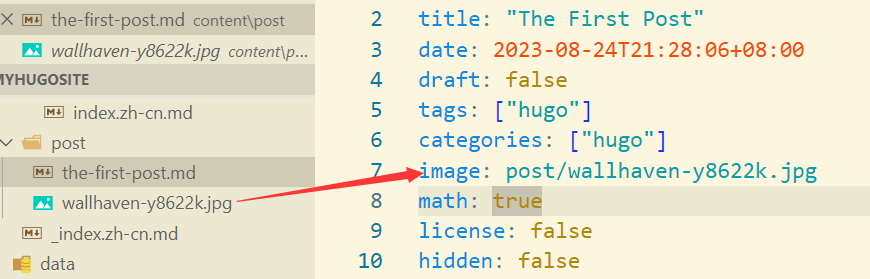 the-first-post.md content\post
wallhaven-y8622k.jpg content\p...
MYHUGOSITE
index.zh-cn.md
post
the-first-post.md
wallhaven-y8622k.jpg
_index.zh-cn.md
data
2 title: "The First Post"
3 date: 2023-08-24T21:28:06+08:00
4 draft: false
5 tags: ["hugo"]
6 categories: ["hugo"]
7 image: post/wallhaven-y8622k.jpg
8 math: true
9 license: false
10 hidden: false